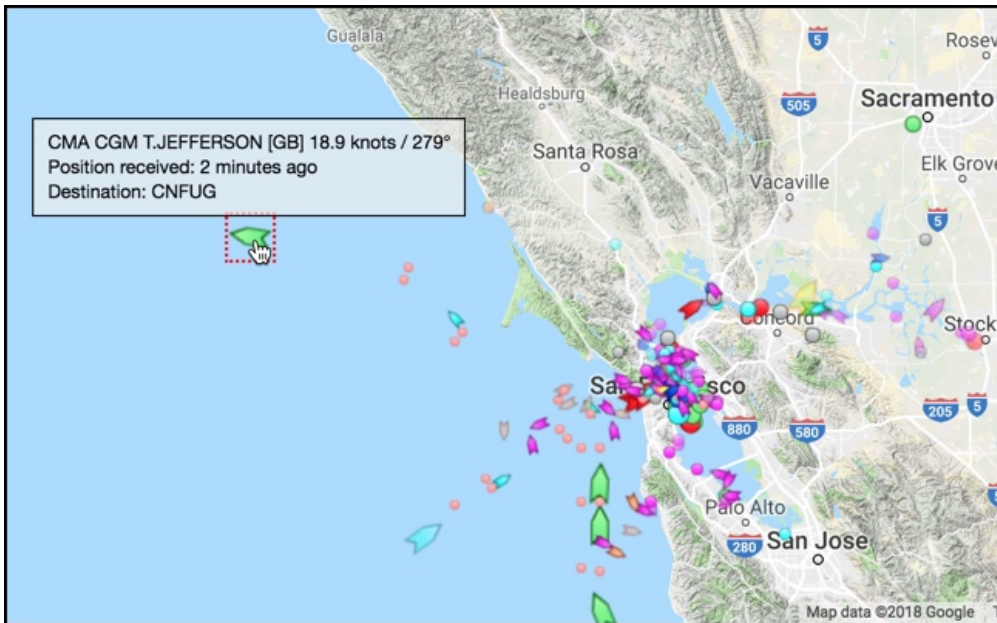 Gualala
5
Rosev
Healdsburg
505
Sacramento
CMA CGM T.JEFFERSON [GB] 18.9 knots / 279°
Position received: 2 minutes ago
Destination: CNFUG
Santa Rosa
Elk Grove
Vacaville
5
Concord
Stock
San
sco
205
5
880
580
Palo Alto
280
San Jose
Map data ©2018 Google
T